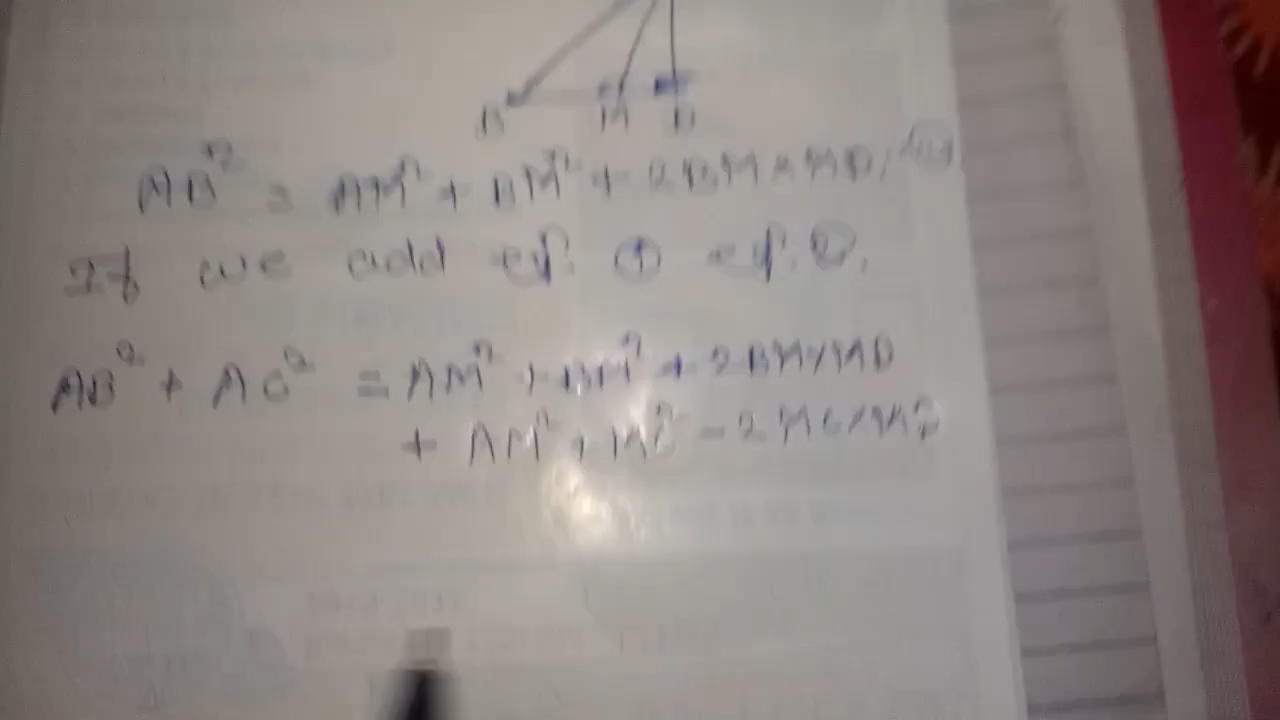 B M D
AB² = AM² + BM² + 2BM×MD, ②
If we add eq. ① eq. ②,
AB² + AC² = AM² + BM² + 2BM×MD
+ AM² + MC² - 2MC×MD